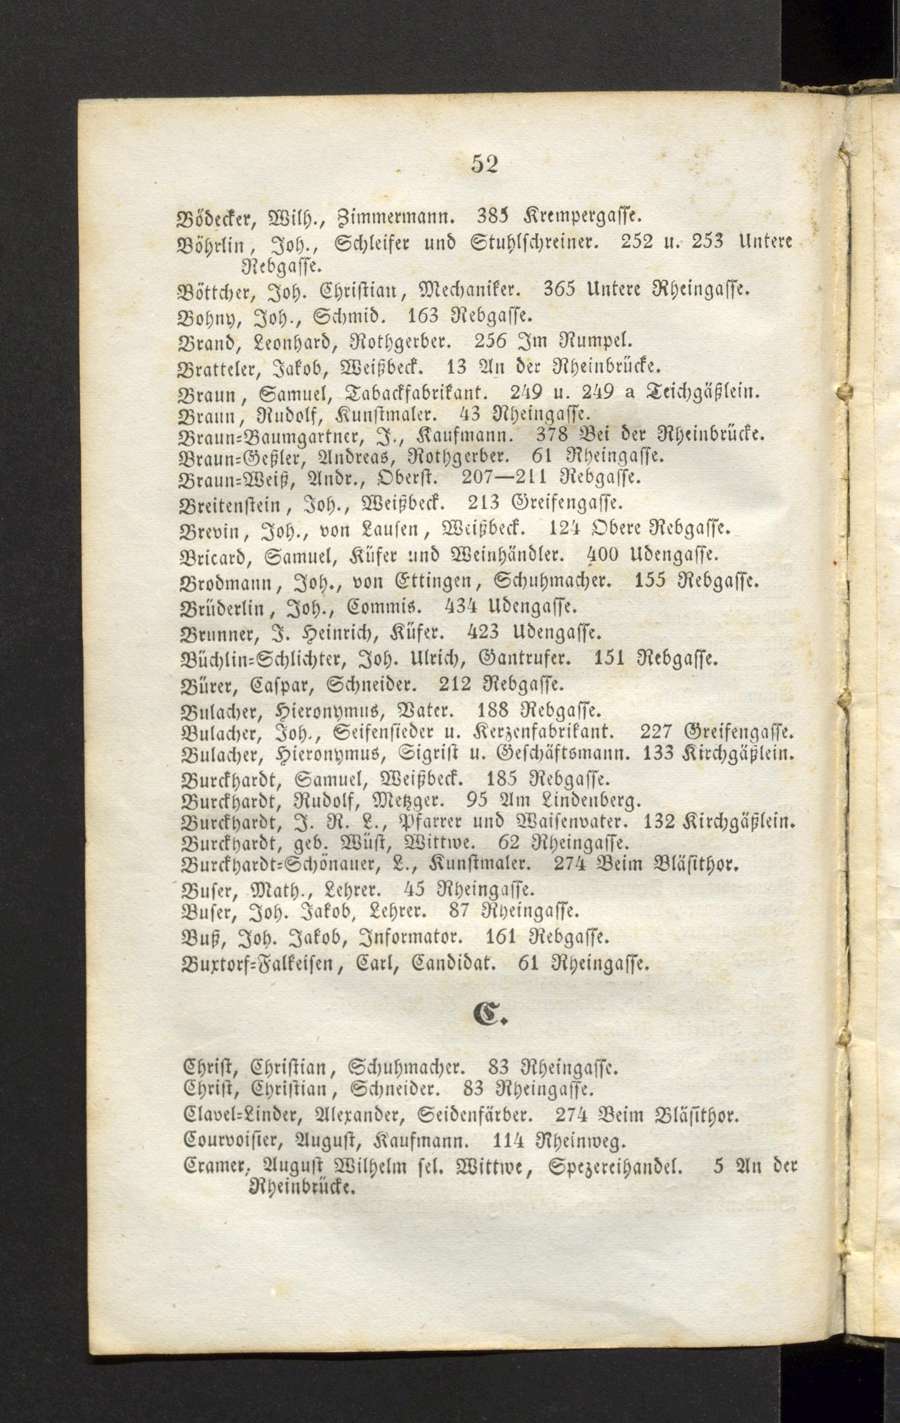 52
Bödecker, Wilh., Zimmermann. 385 Krempergasse.
Böhrlin, Joh., Schleifer und Stuhlschreiner. 252 u. 253 Untere
Rebgasse.
Böttcher, Joh. Christian, Mechaniker. 365 Untere Rheingasse.
Bohny, Joh., Schmid. 163 Rebgasse.
Brand, Leonhard, Rothgerber. 256 Im Rumpel.
Bratteler, Jakob, Weißbeck. 13 An der Rheinbrücke.
Braun, Samuel, Tabackfabrikant. 249 u. 249 a Teichgäßlein.
Braun, Rudolf, Kunstmaler. 43 Rheingasse.
Braun-Baumgartner, J., Kaufmann. 378 Bei der Rheinbrücke.
Braun-Geßler, Andreas, Rothgerber. 61 Rheingasse.
Braun-Weiß, Andr., Oberst. 207—211 Rebgasse.
Breitenstein, Joh., Weißbeck. 213 Greifengasse.
Brevin, Joh., von Lausen, Weißbeck. 124 Obere Rebgasse.
Bricard, Samuel, Küfer und Weinhändler. 400 Udengasse.
Brodmann, Joh., von Ettingen, Schuhmacher. 155 Rebgasse.
Brüderlin, Joh., Commis. 434 Udengasse.
Brunner, J. Heinrich, Küfer. 423 Udengasse.
Büchlin-Schlichter, Joh. Ulrich, Gantrufer. 151 Rebgasse.
Bürer, Caspar, Schneider. 212 Rebgasse.
Bulacher, Hieronymus, Vater. 188 Rebgasse.
Bulacher, Joh., Seifensieder u. Kerzenfabrikant. 227 Greifengasse.
Bulacher, Hieronymus, Sigrist u. Geschäftsmann. 133 Kirchgäßlein.
Burckhardt, Samuel, Weißbeck. 185 Rebgasse.
Burckhardt, Rudolf, Metzger. 95 Am Lindenberg.
Burckhardt, J. R. L., Pfarrer und Waisenvater. 132 Kirchgäßlein.
Burckhardt, geb. Wüst, Wittwe. 62 Rheingasse.
Burckhardt-Schönauer, L., Kunstmaler. 274 Beim Bläsithor.
Buser, Math., Lehrer. 45 Rheingasse.
Buser, Joh. Jakob, Lehrer. 87 Rheingasse.
Buß, Joh. Jakob, Informator. 161 Rebgasse.
Buxtorf-Falkeisen, Carl, Candidat. 61 Rheingasse.
C.
Christ, Christian, Schuhmacher. 83 Rheingasse.
Christ, Christian, Schneider. 83 Rheingasse.
Clavel-Linder, Alexander, Seidenfärber. 274 Beim Bläsithor.
Courvoisier, August, Kaufmann. 114 Rheinweg.
Cramer, August Wilhelm sel. Wittwe, Spezereihandel. 5 An der
Rheinbrücke.